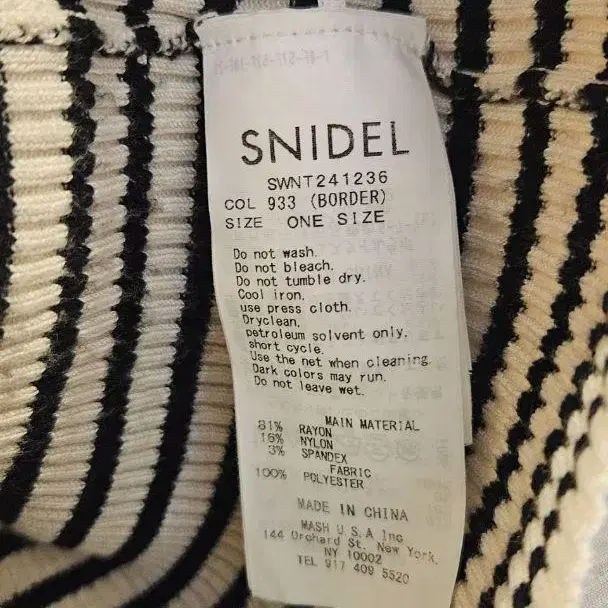 SNIDEL
SWNT241236
COL 933 (BORDER)
SIZE ONE SIZE
Do not wash.
Do not bleach.
Do not tumble dry.
Cool iron,
use press cloth.
Dryclean,
petroleum solvent only,
short cycle.
Use the net when cleaning.
Dark colors may run.
Do not leave wet.
MAIN MATERIAL
81% RAYON
16% NYLON
3% SPANDEX
FABRIC
100% POLYESTER
MADE IN CHINA
MASH U.S.A Inc
144 Orchard St. New York,
NY 10002
TEL 917 409 5520